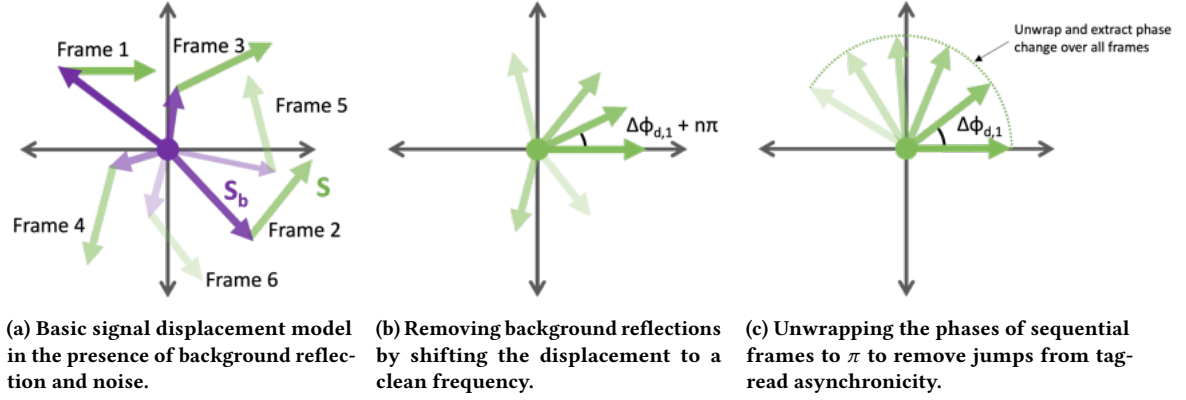 Frame 1
Frame 3
Frame 5
S_b
S
Frame 4
Frame 2
Frame 6
Δϕd,1 + nπ
Unwrap and extract phase
change over all frames
Δϕd,1
(a) Basic signal displacement model
in the presence of background reflec-
tion and noise.
(b) Removing background reflections
by shifting the displacement to a
clean frequency.
(c) Unwrapping the phases of sequential
frames to π to remove jumps from tag-
read asynchronicity.